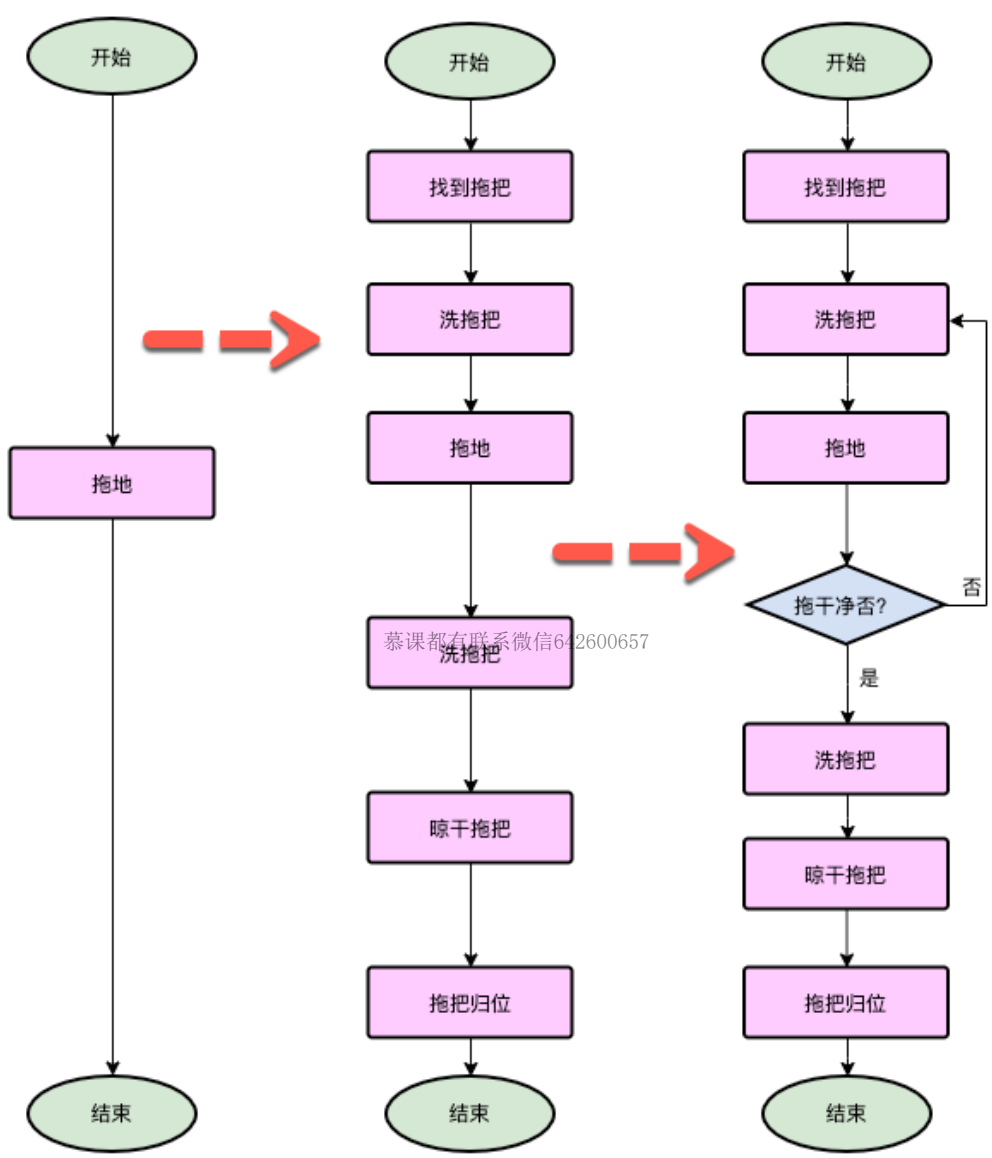 开始
拖地
结束
开始
找到拖把
洗拖把
拖地
慕课都有联系微信642600657
洗拖把
晾干拖把
拖把归位
结束
开始
找到拖把
洗拖把
拖地
拖干净否?
否
是
洗拖把
晾干拖把
拖把归位
结束